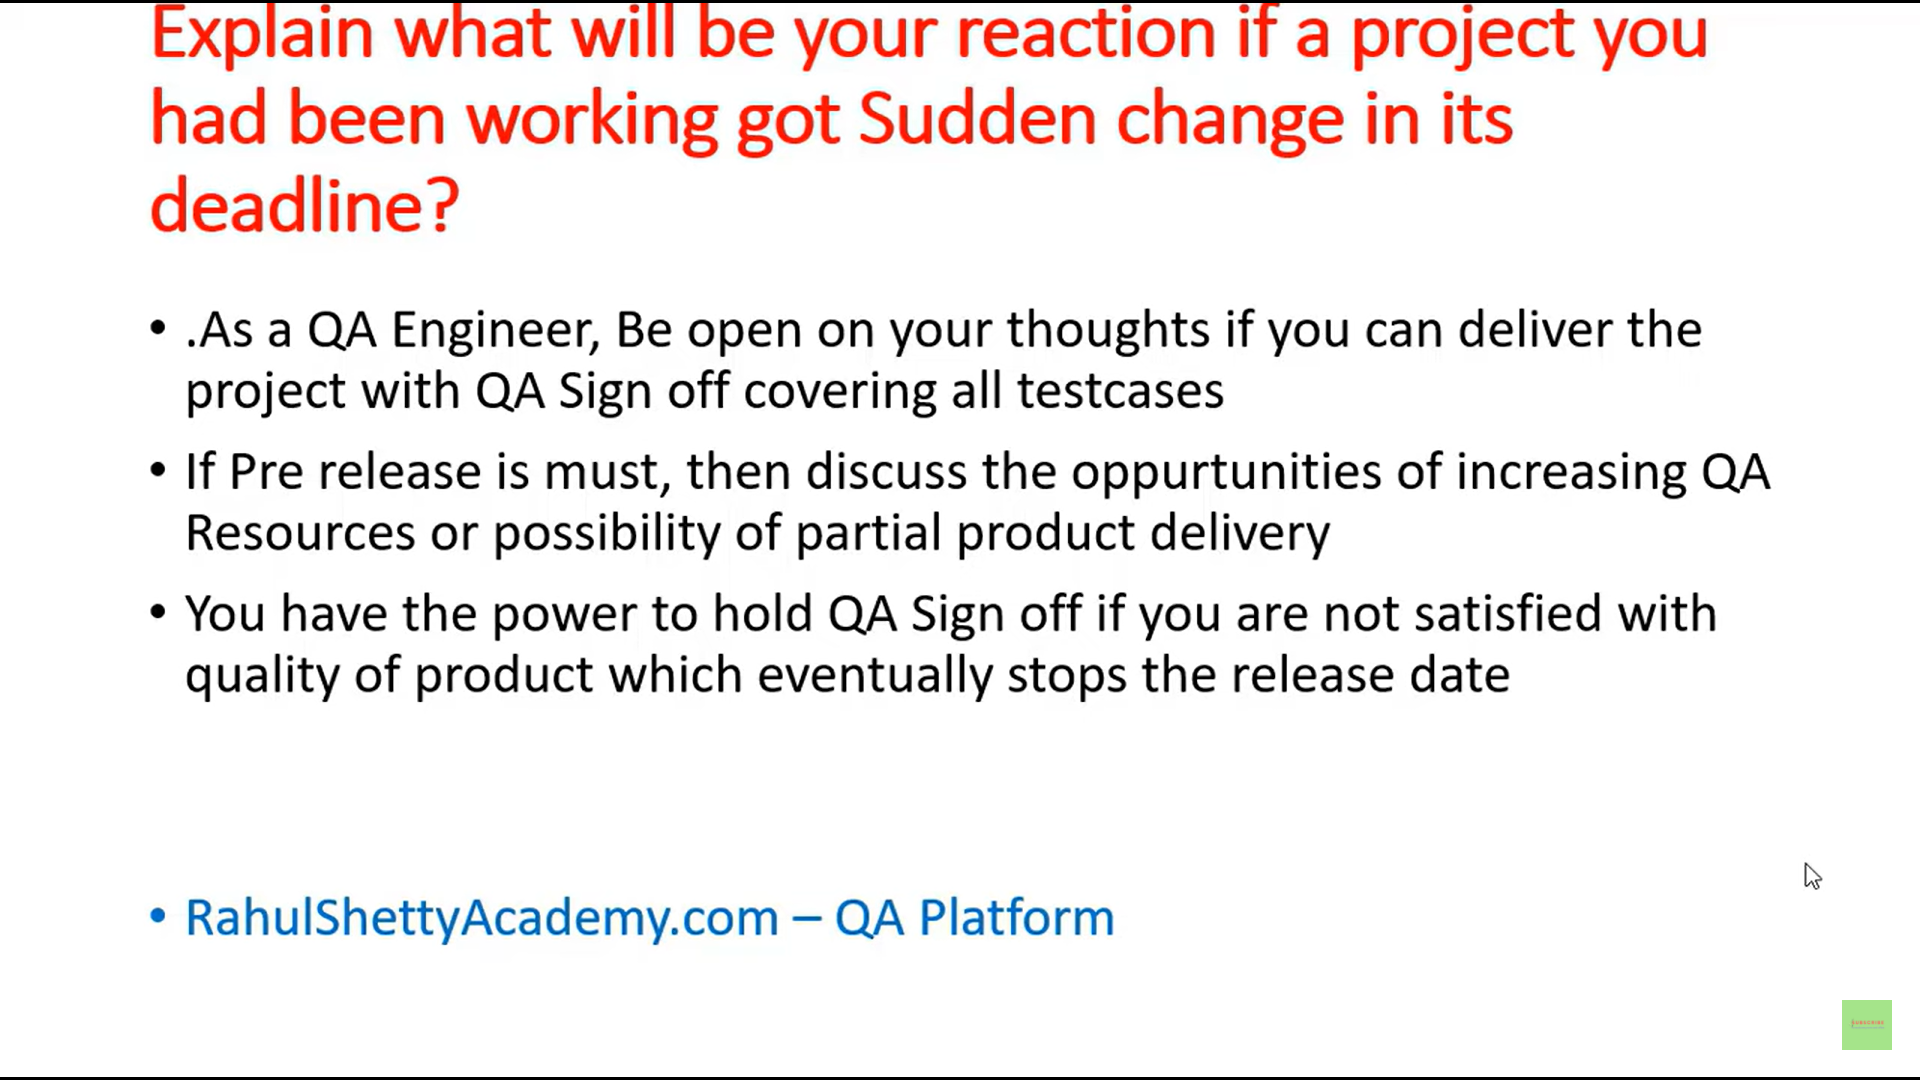 Explain what will be your reaction if a project you
had been working got Sudden change in its
deadline?
• .As a QA Engineer, Be open on your thoughts if you can deliver the
project with QA Sign off covering all testcases
• If Pre release is must, then discuss the oppurtunities of increasing QA
Resources or possibility of partial product delivery
• You have the power to hold QA Sign off if you are not satisfied with
quality of product which eventually stops the release date
• RahulShettyAcademy.com – QA Platform